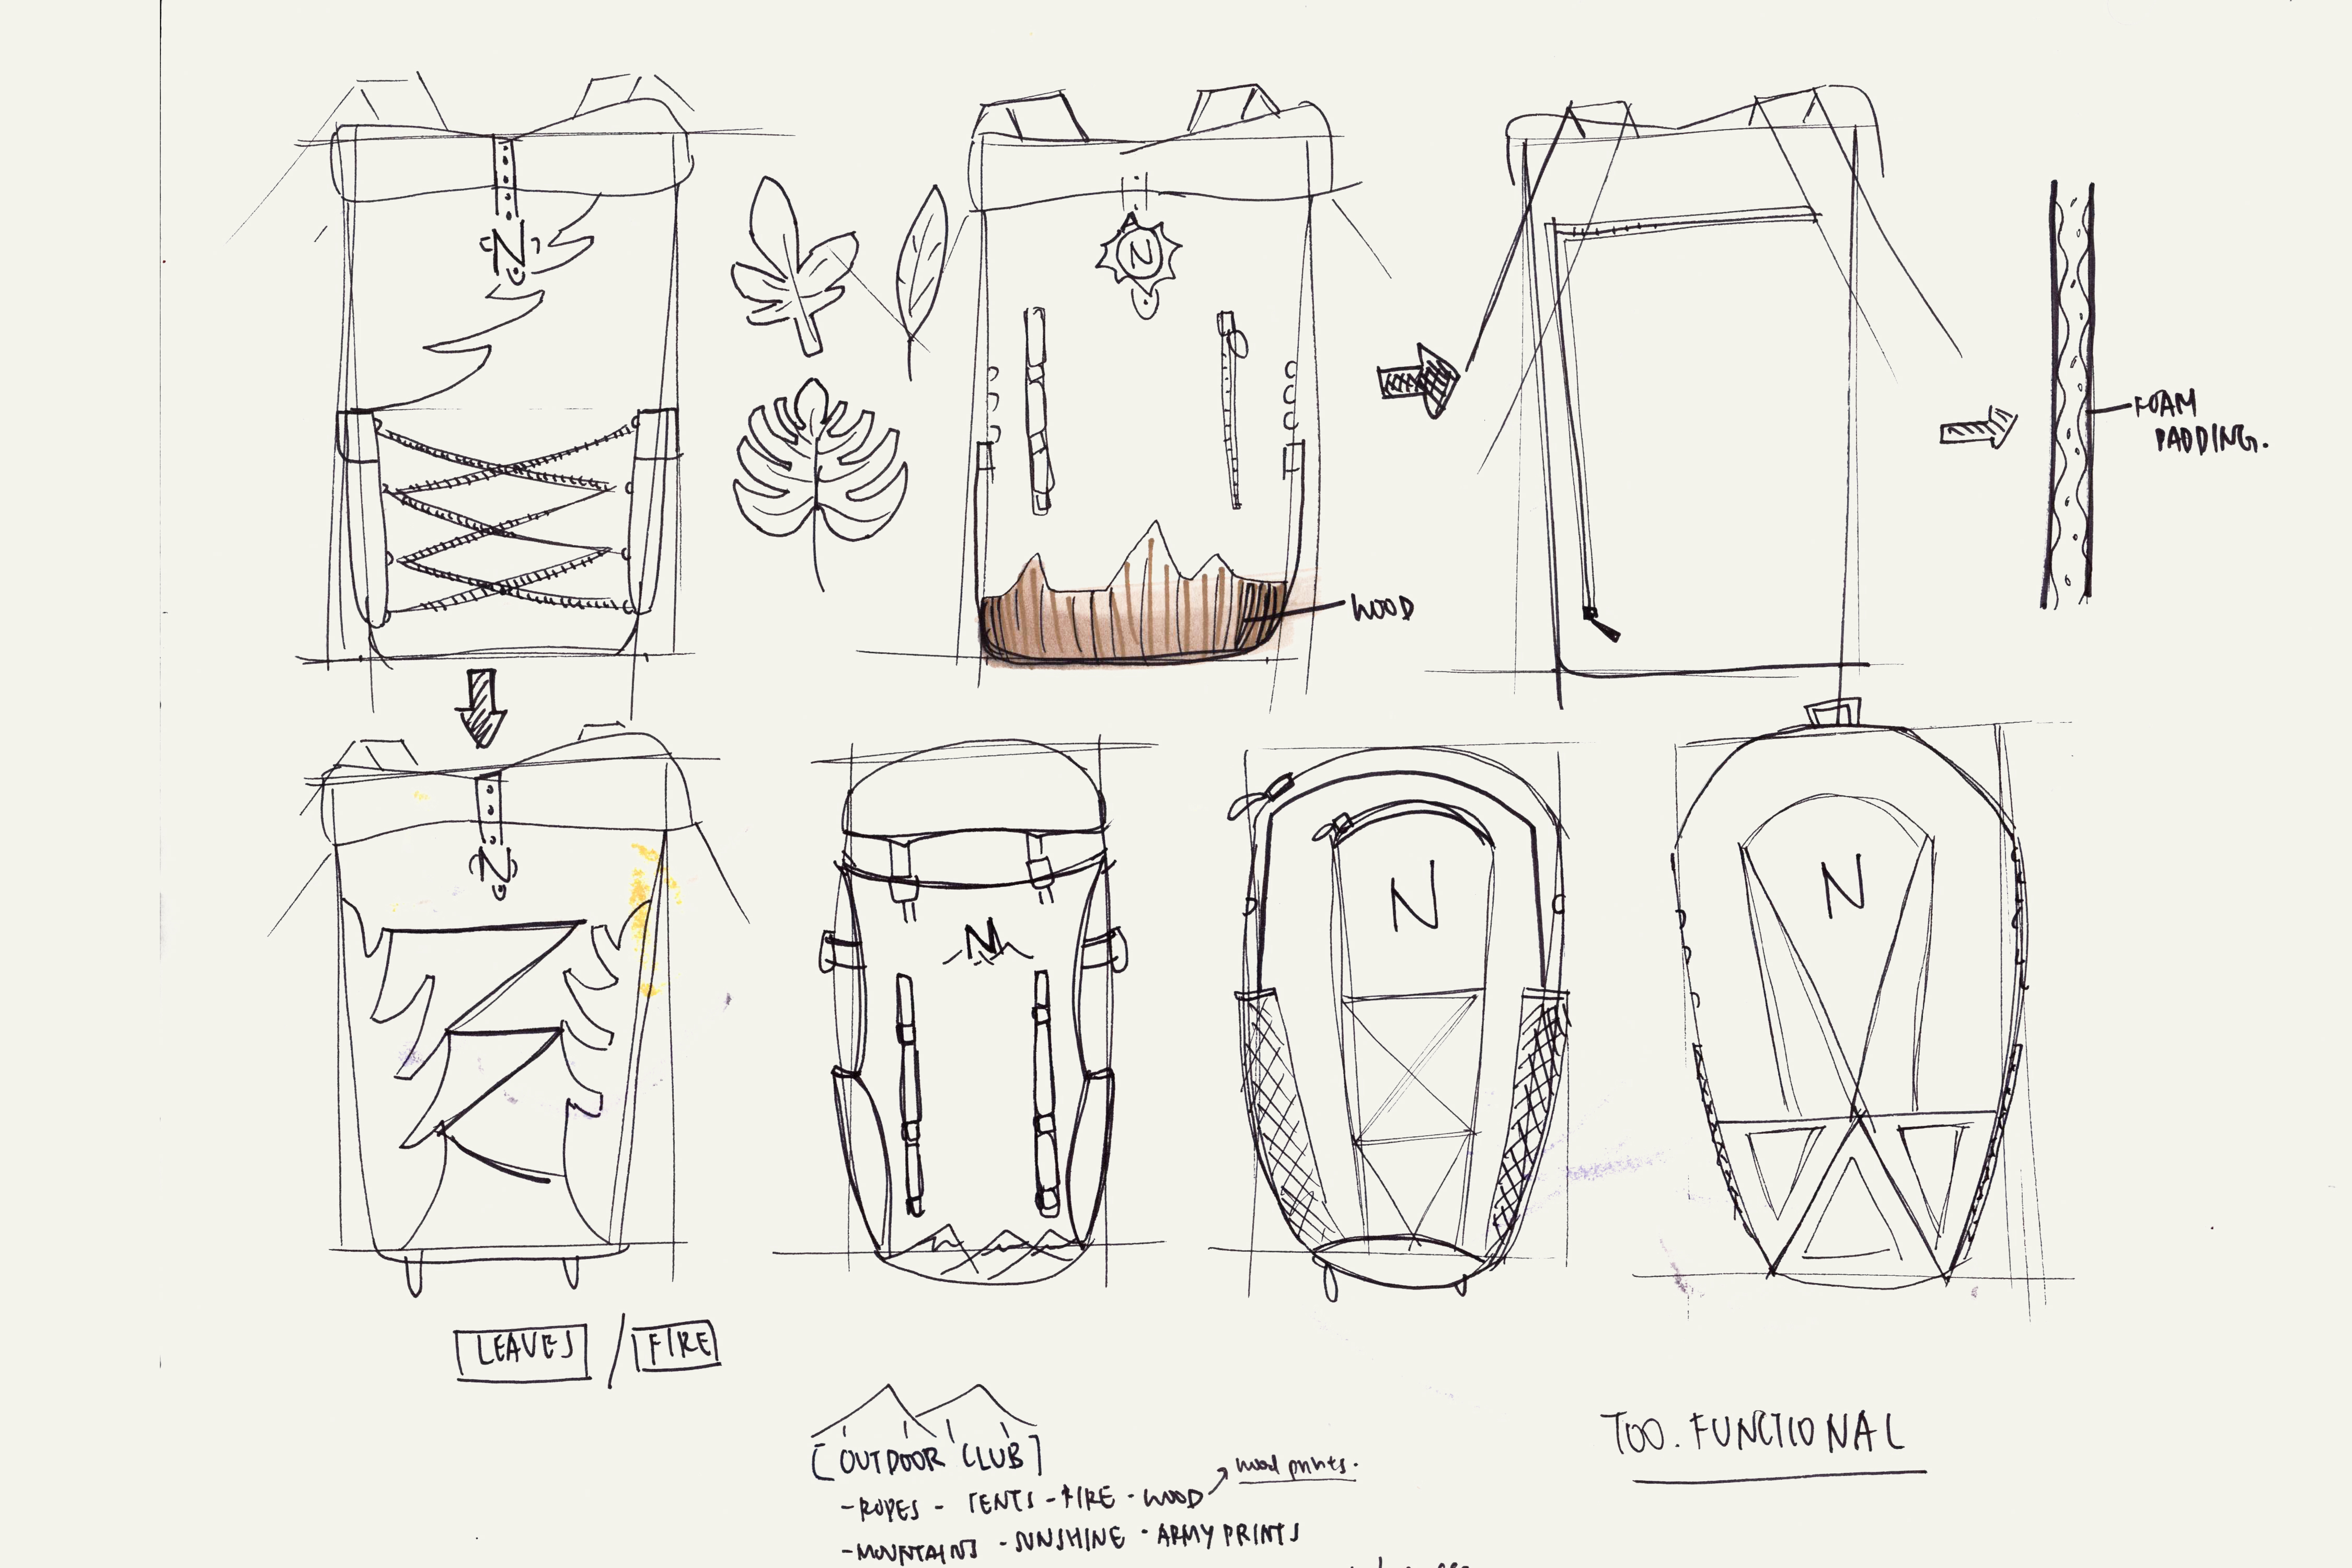 N
N
FOAM
PADDING.
WOOD
N
N
N
N
LEAVES / FIRE
[OUTDOOR CLUB]
wood prints.
TOO. FUNCTIONAL
-ROPES - TENTS - FIRE - WOOD
-MOUNTAINS - SUNSHINE - ARMY PRINTS